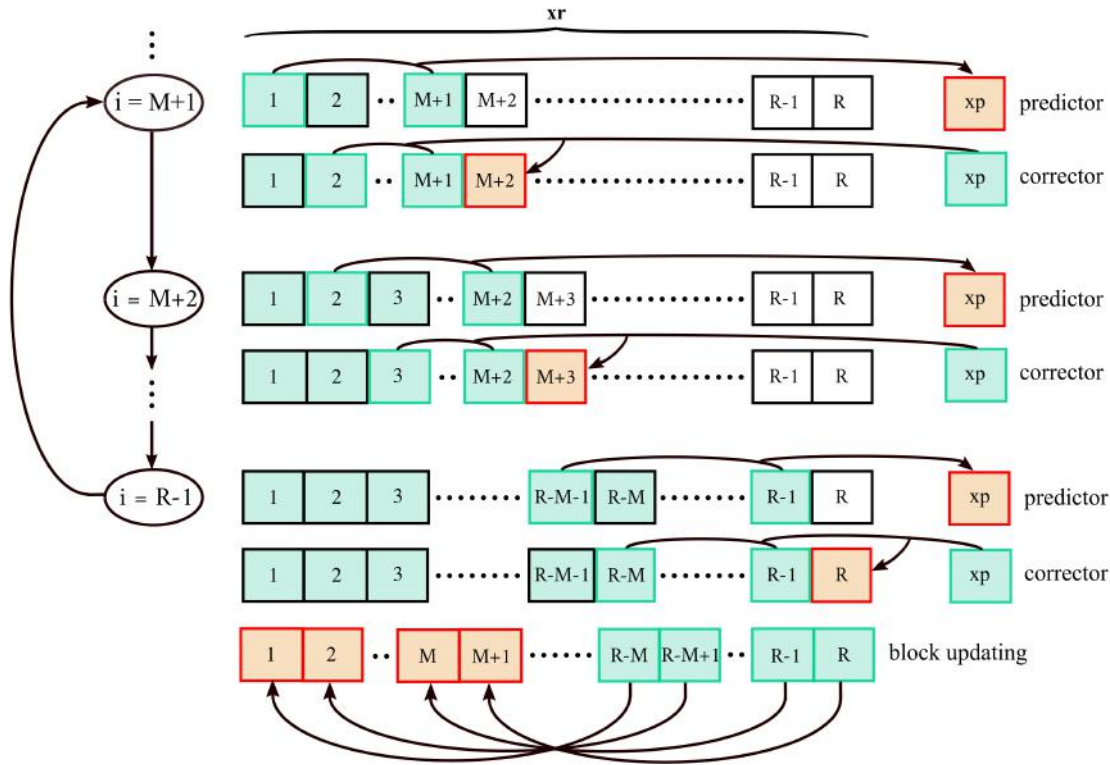 xr
i = M+1
1 2 M+1 M+2 R-1 R xp predictor
1 2 M+1 M+2 R-1 R xp corrector
i = M+2
1 2 3 M+2 M+3 R-1 R xp predictor
1 2 3 M+2 M+3 R-1 R xp corrector
i = R-1
1 2 3 R-M-1 R-M R-1 R xp predictor
1 2 3 R-M-1 R-M R-1 R xp corrector
1 2 M M+1 R-M R-M+1 R-1 R block updating